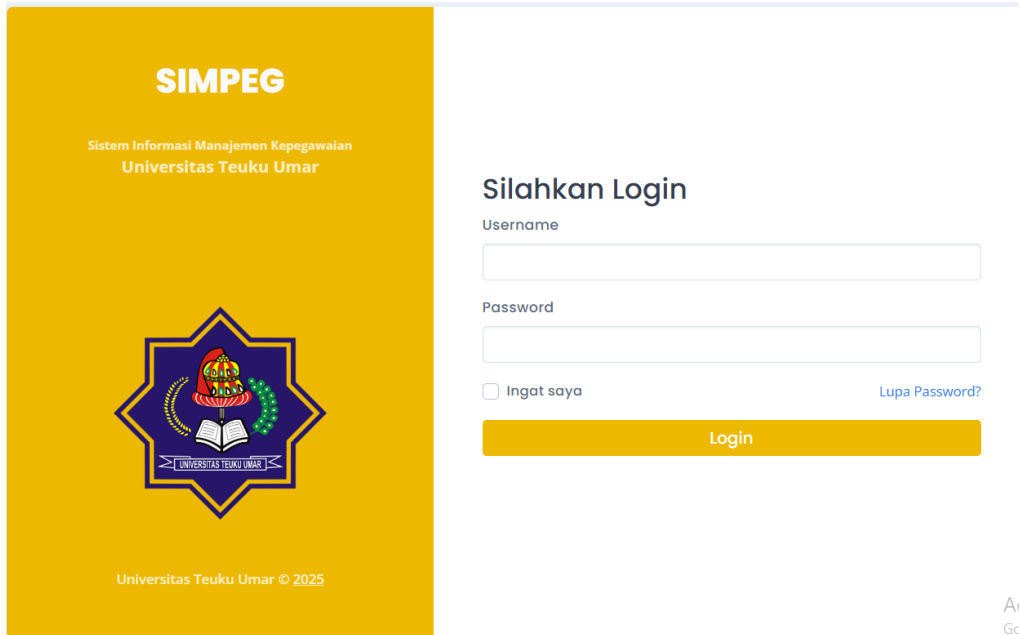 SIMPEG
Sistem Informasi Manajemen Kepegawaian
Universitas Teuku Umar
UNIVERSITAS TEUKU UMAR
Universitas Teuku Umar © 2025
Silahkan Login
Username
Password
Ingat saya
Lupa Password?
Login